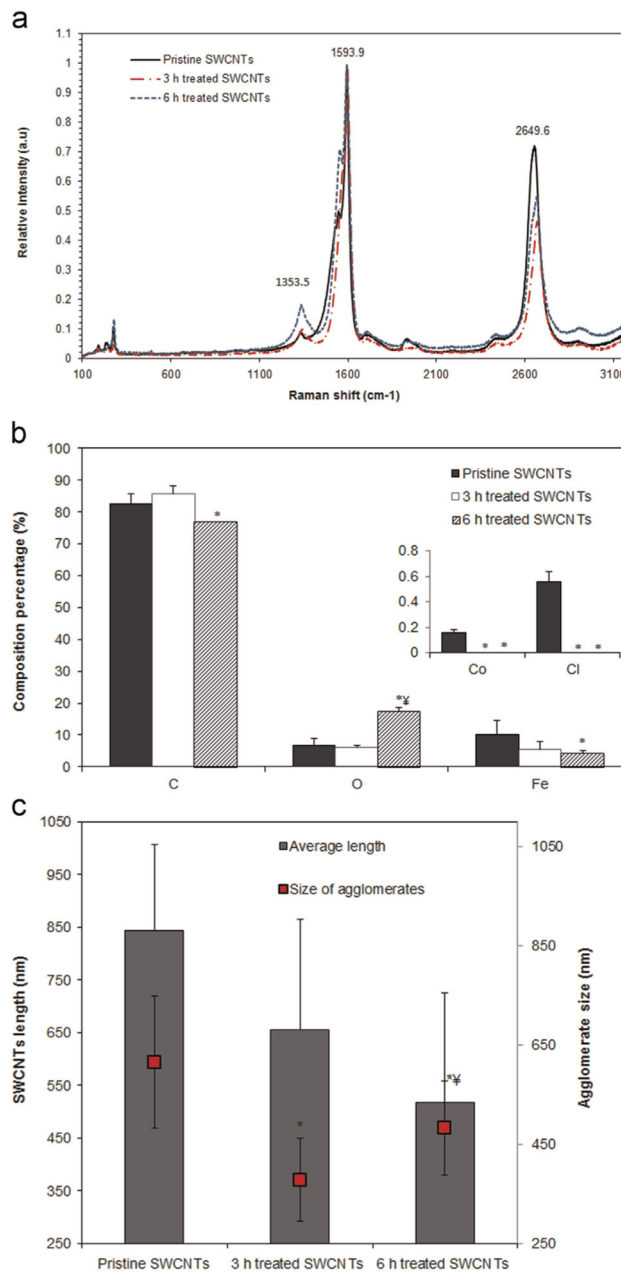 a
1593.9
Pristine SWCNTs
3 h treated SWCNTs
6 h treated SWCNTs
2649.6
1353.5
Relative Intensity (a.u)
1.1
1
0.9
0.8
0.7
0.6
0.5
0.4
0.3
0.2
0.1
0
100 600 1100 1600 2100 2600 3100
Raman shift (cm-1)
b
Composition percentage (%)
100
90
80
70
60
50
40
30
20
10
0
Pristine SWCNTs
3 h treated SWCNTs
6 h treated SWCNTs
*
0.8
0.6
0.4
0.2
0
* * * *
Co Cl
*¥
*
C O Fe
c
SWCNTs length (nm)
1050
950
850
750
650
550
450
350
250
Average length
Size of agglomerates
*
*¥
1050
850
650
450
250
Agglomerate size (nm)
Pristine SWCNTs 3 h treated SWCNTs 6 h treated SWCNTs